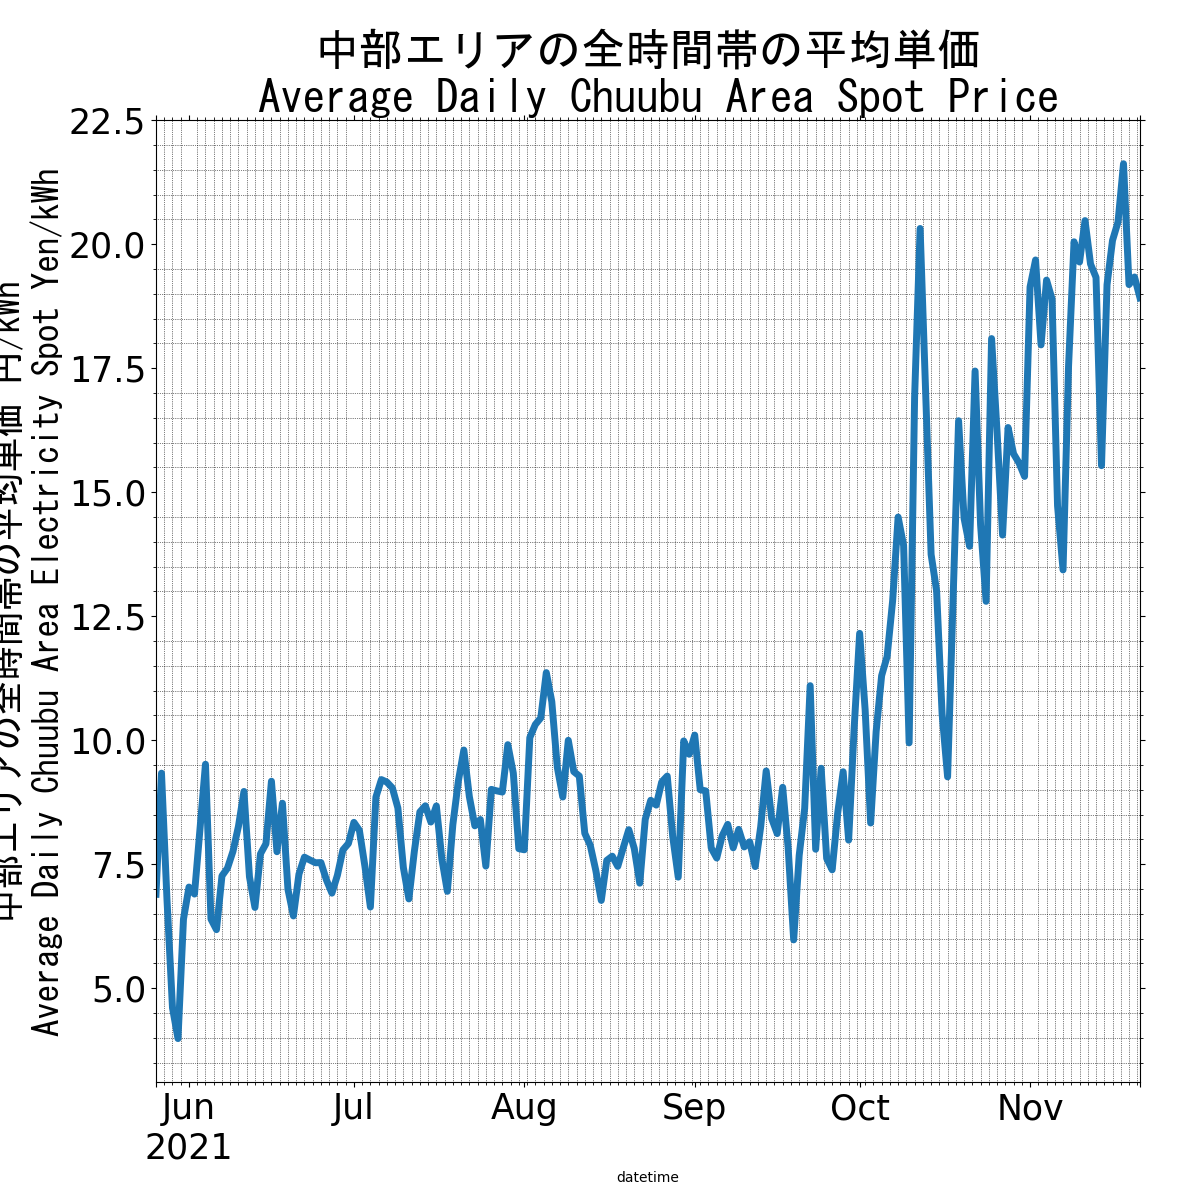 中部エリアの全時間帯の平均単価
Average Daily Chuubu Area Spot Price
中部エリアの全時間帯の平均単価 円/kWh
Average Daily Chuubu Area Electricity Spot Yen/kWh
22.5
20.0
17.5
15.0
12.5
10.0
7.5
5.0
Jun Jul Aug Sep Oct Nov
2021
datetime